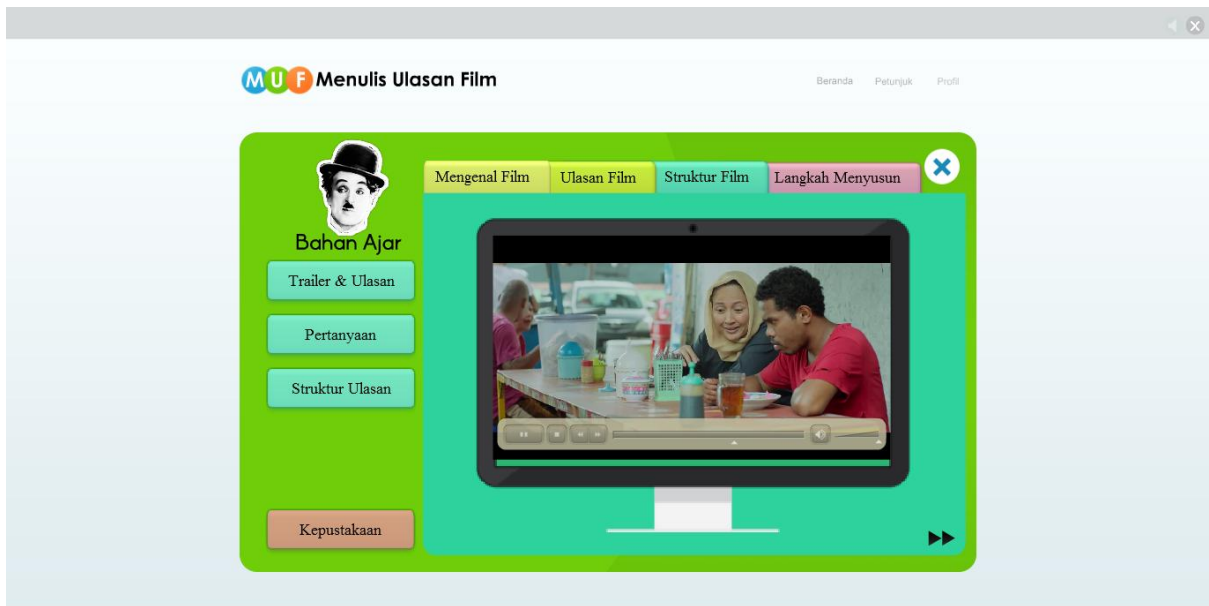 MUF Menulis Ulasan Film
Beranda Petunjuk Profil
Bahan Ajar
Trailer & Ulasan
Pertanyaan
Struktur Ulasan
Kepustakaan
Mengenal Film
Ulasan Film
Struktur Film
Langkah Menyusun